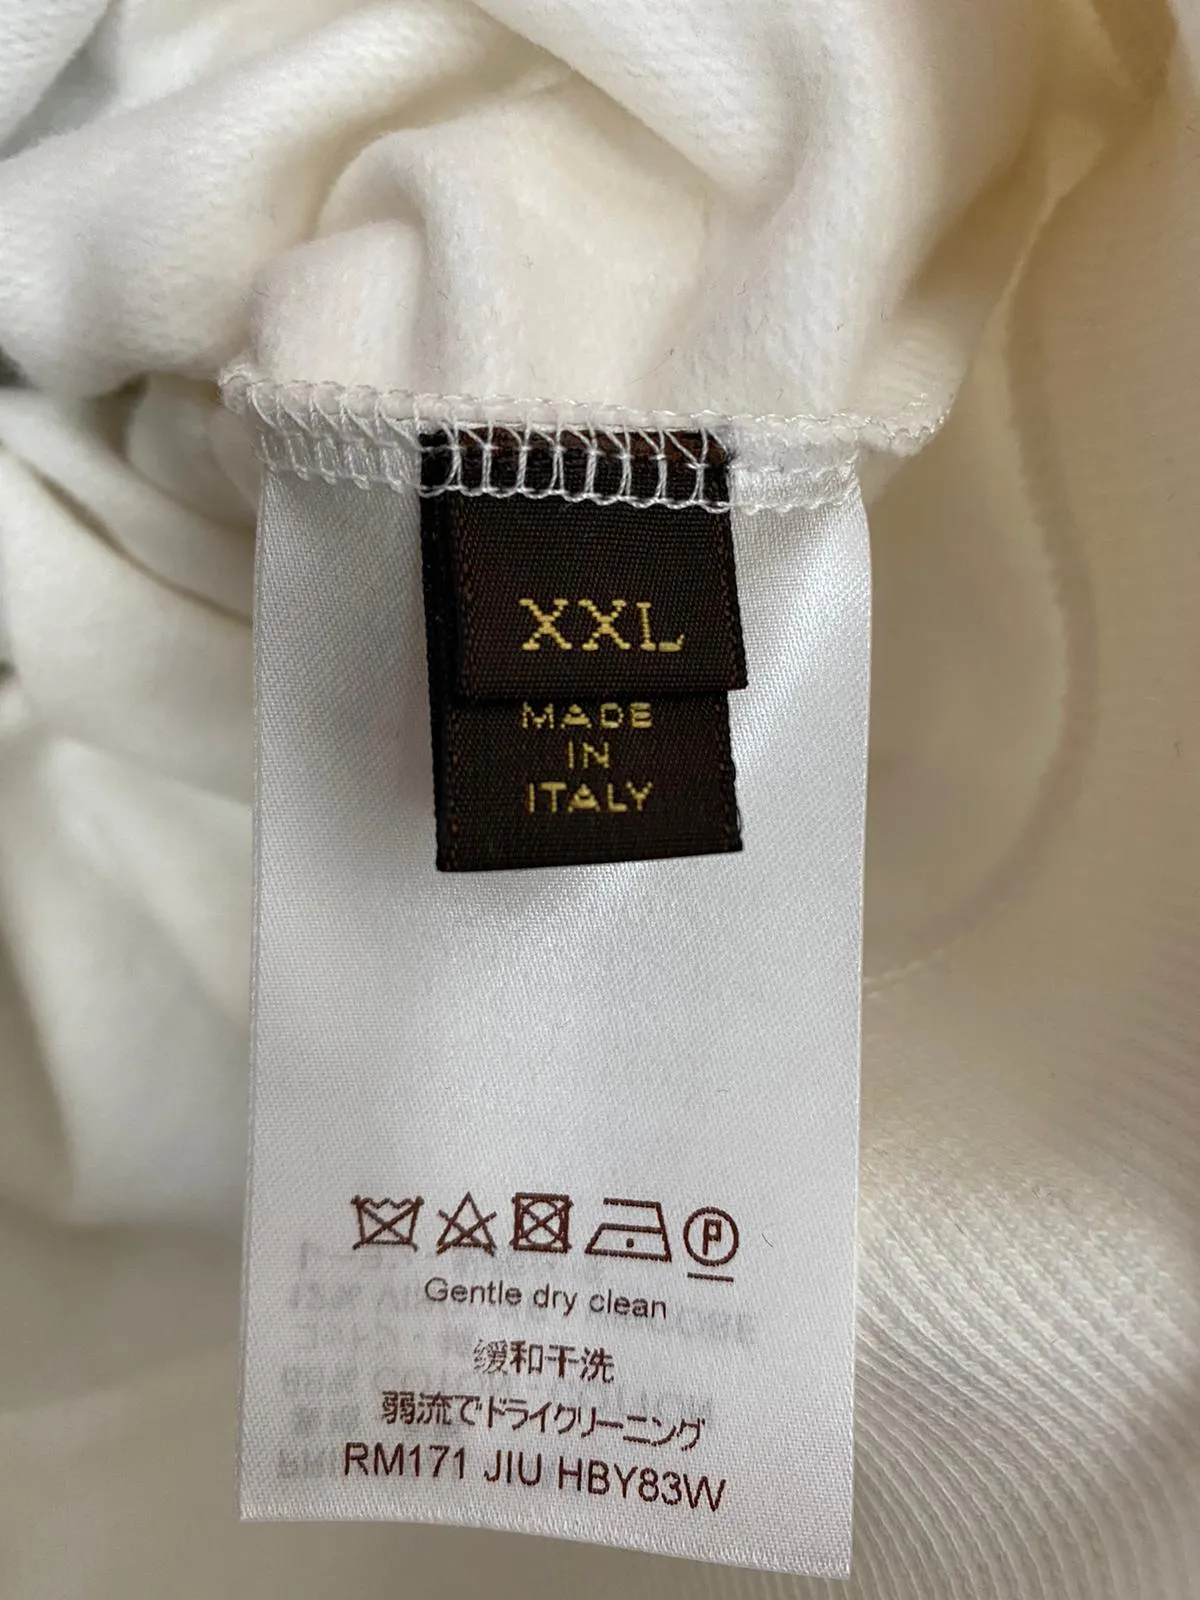 XXL
MADE
IN
ITALY
P
Gentle dry clean
缓和干洗
弱流でドライクリーニング
RM171 JIU HBY83W